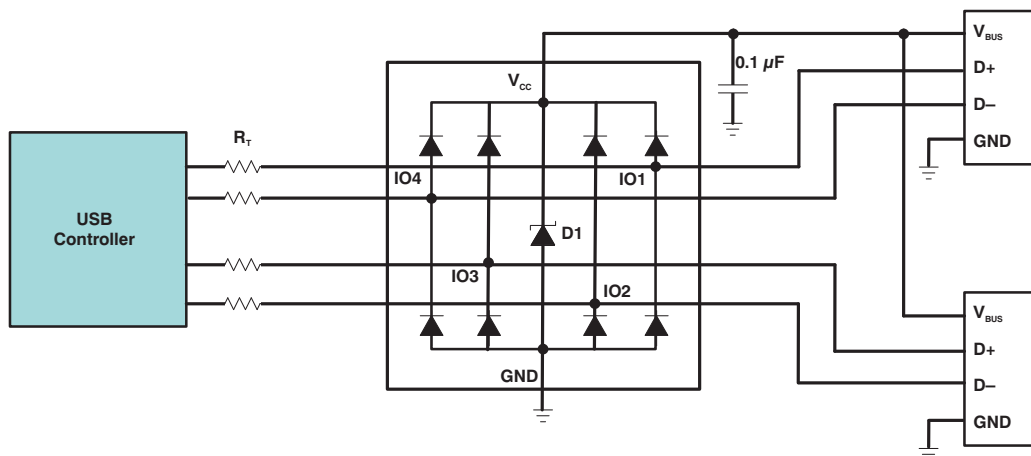 USB
Controller
R_T
V_CC
IO4
IO1
D1
IO3
IO2
GND
0.1 µF
V_BUS
D+
D–
GND
V_BUS
D+
D–
GND